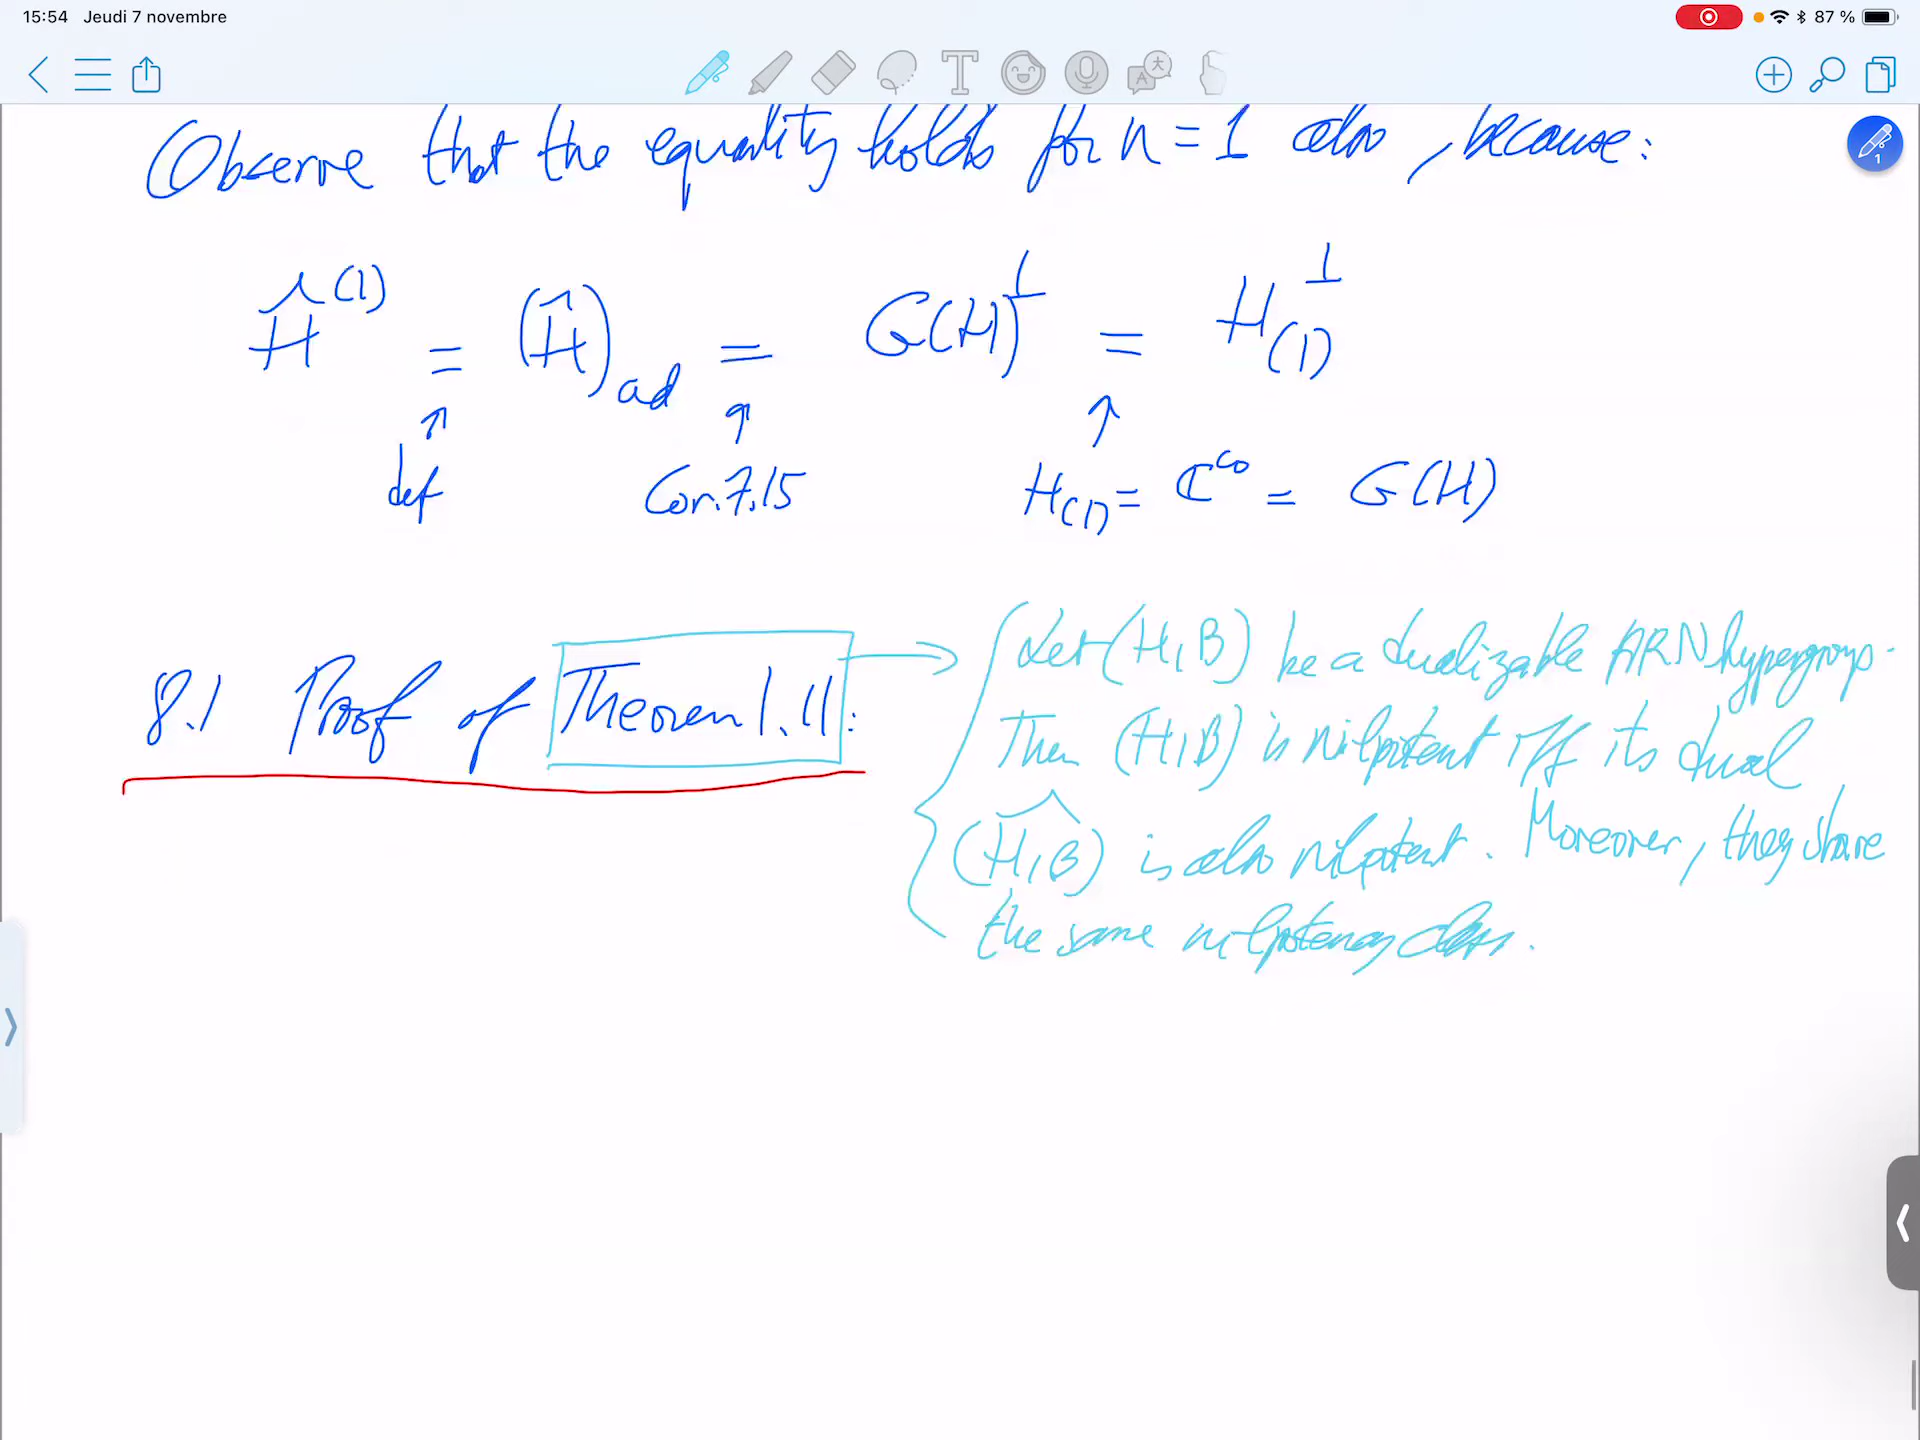 15:54 Jeudi 7 novembre 87 %
Observe that the equality holds for n = 1 also, because:
Ĥ^(1) = (Ĥ)_ad = G(H)^⊥ = H_(1)^⊥
↑ ↑ ↑
def Cor. 7.15 H_(1) = ℂ^co = G(H)
8.1 Proof of Theorem 1.11: → Let (H, B) be a dualizable ARN hypergroup.
Then (H, B) is nilpotent iff its dual
(Ĥ, B) is also nilpotent. Moreover, they share
the same nilpotency class.